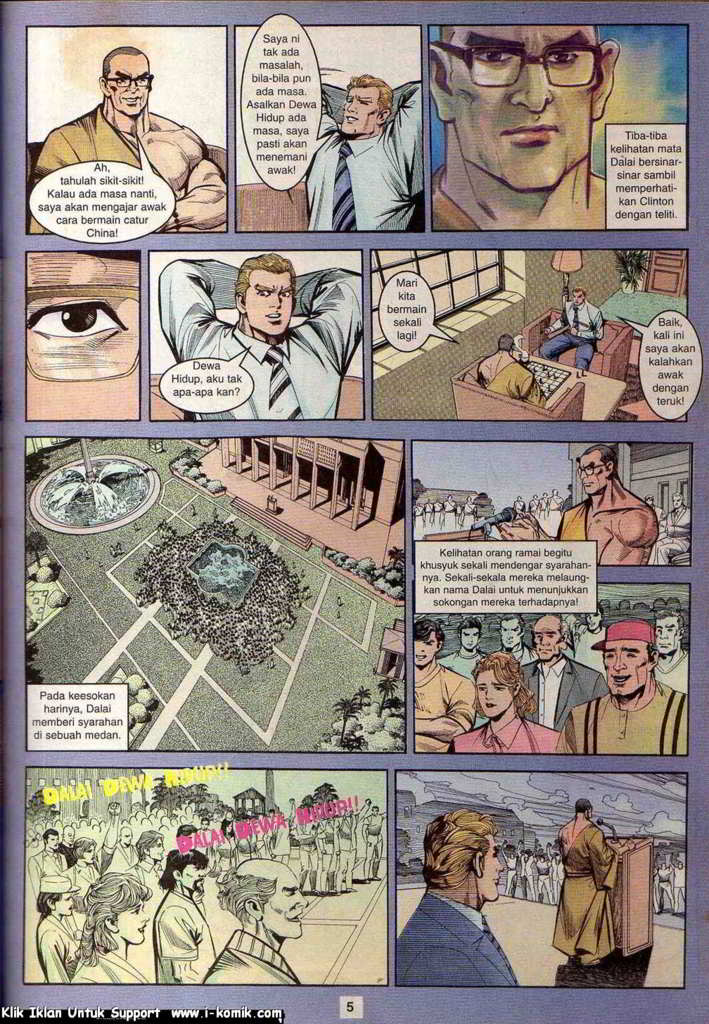 Ah,
tahulah sikit-sikit!
Kalau ada masa nanti,
saya akan mengajar awak
cara bermain catur
China!
Saya ni
tak ada
masalah,
bila-bila pun
ada masa.
Asalkan Dewa
Hidup ada
masa, saya
pasti akan
menemani
awak!
Tiba-tiba
kelihatan mata
Dalai bersinar-
sinar sambil
memperhati-
kan Clinton
dengan teliti.
Dewa
Hidup, aku tak
apa-apa kan?
Mari
kita
bermain
sekali
lagi!
Baik,
kali ini
saya akan
kalahkan
awak
dengan
teruk!
Pada keesokan
harinya, Dalai
memberi syarahan
di sebuah medan.
Kelihatan orang ramai begitu
khusyuk sekali mendengar syarahan-
nya. Sekali-sekala mereka melaung-
kan nama Dalai untuk menunjukkan
sokongan mereka terhadapnya!
DALAI DEWA HIDUP!!
DALAI DEWA HIDUP!!
5
Klik Iklan Untuk Support www.i-komik.com